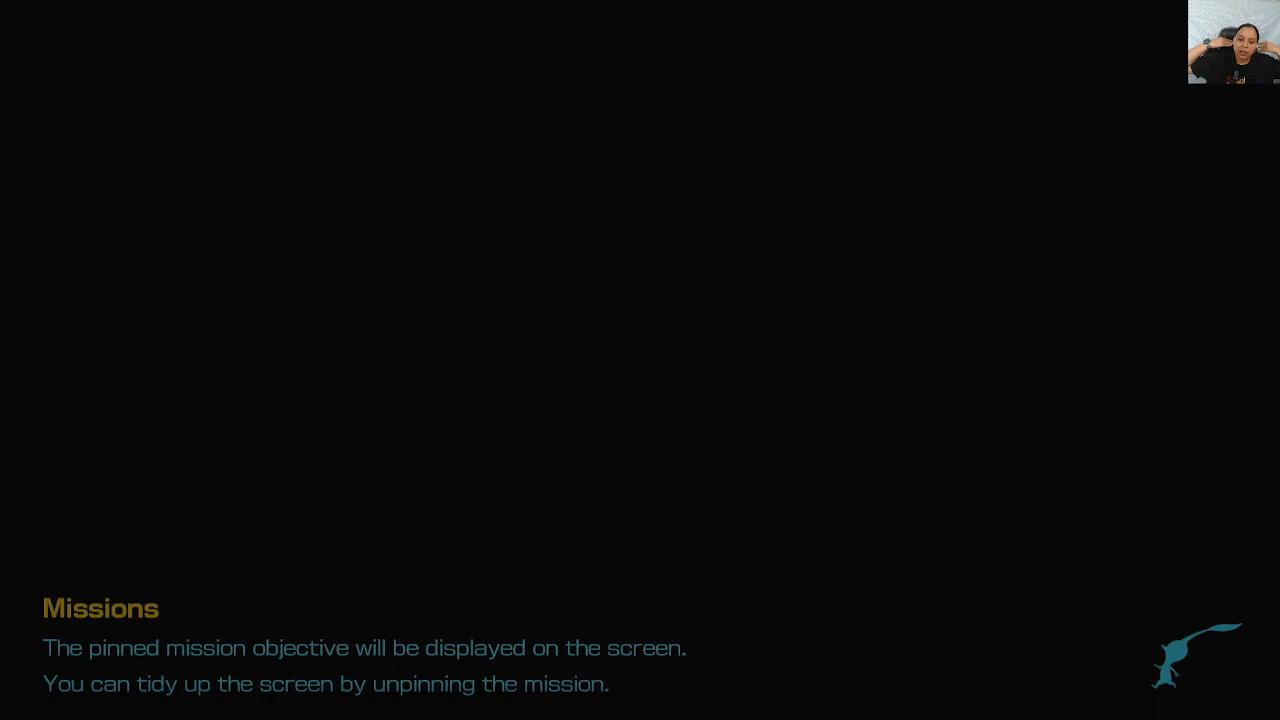 Missions
The pinned mission objective will be displayed on the screen.
You can tidy up the screen by unpinning the mission.